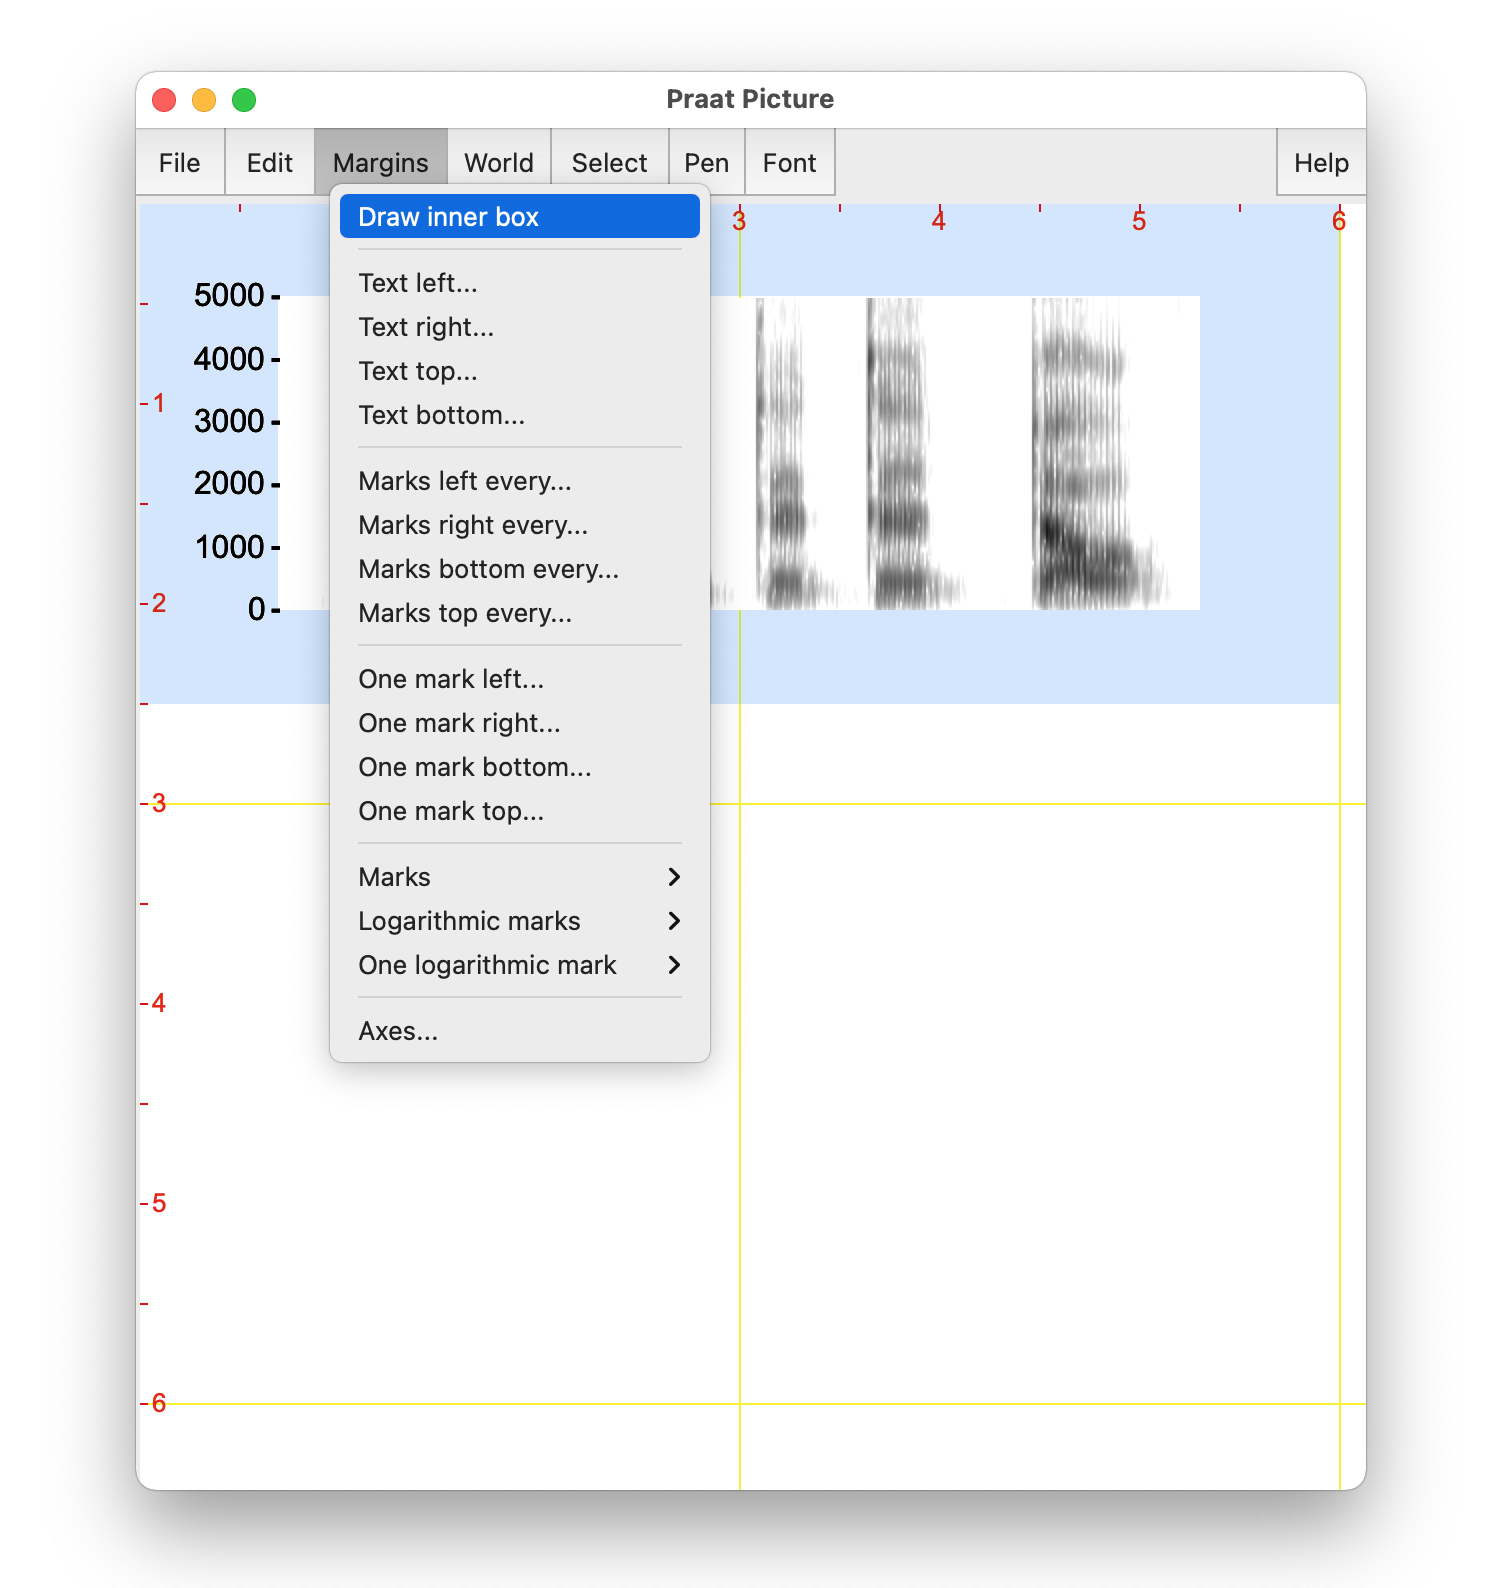 Praat Picture
File Edit Margins World Select Pen Font Help
Draw inner box
Text left...
Text right...
Text top...
Text bottom...
Marks left every...
Marks right every...
Marks bottom every...
Marks top every...
One mark left...
One mark right...
One mark bottom...
One mark top...
Marks
Logarithmic marks
One logarithmic mark
Axes...
3 4 5 6
5000
4000
3000
2000
1000
0
1
2
3
4
5
6